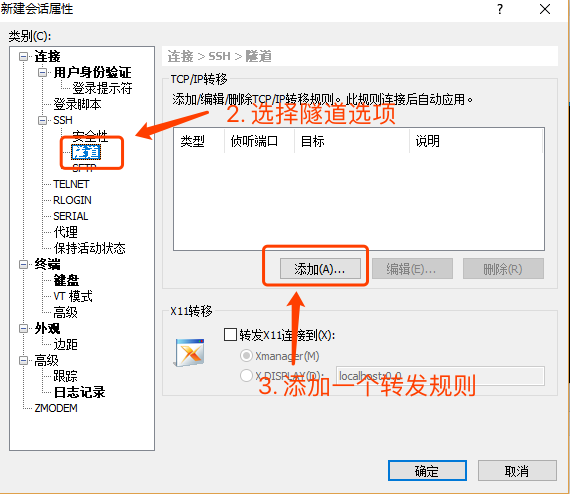 新建会话属性
?
类别(C):
连接
用户身份验证
登录提示符
登录脚本
SSH
安全性
隧道
SFTP
TELNET
RLOGIN
SERIAL
代理
保持活动状态
终端
键盘
VT 模式
高级
外观
边距
高级
跟踪
日志记录
ZMODEM
连接 > SSH > 隧道
TCP/IP转移
添加/编辑/删除TCP/IP转移规则。此规则连接后自动应用。
2. 选择隧道选项
类型 侦听端口 目标 说明
添加(A)... 编辑(E)... 删除(R)
X11转移
转发X11连接到(X):
Xmanager(M)
X DISPLAY(D): localhost:0.0
3. 添加一个转发规则
确定 取消